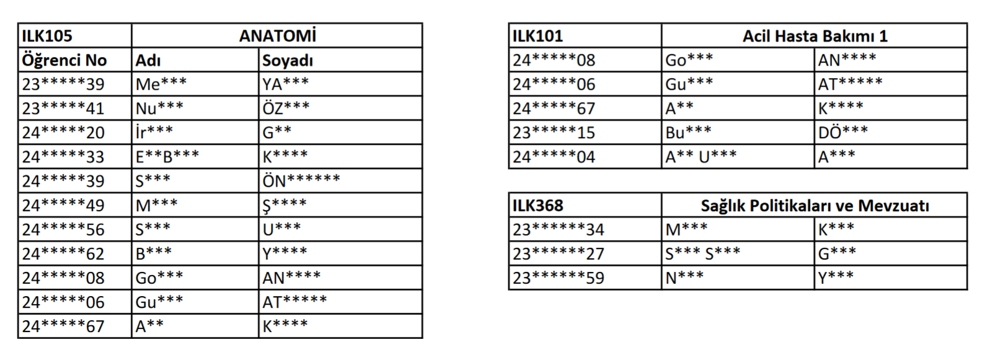 ILK105 ANATOMİ
Öğrenci No Adı Soyadı
23*****39 Me*** YA***
23*****41 Nu*** ÖZ***
24*****20 İr*** G**
24*****33 E**B*** K****
24*****39 S*** ÖN******
24*****49 M*** Ş****
24*****56 S*** U***
24*****62 B*** Y****
24*****08 Go*** AN****
24*****06 Gu*** AT*****
24*****67 A** K****
ILK101 Acil Hasta Bakımı 1
24*****08 Go*** AN****
24*****06 Gu*** AT*****
24*****67 A** K****
23*****15 Bu*** DÖ***
24*****04 A** U*** A***
ILK368 Sağlık Politikaları ve Mevzuatı
23******34 M*** K***
23******27 S*** S*** G***
23******59 N*** Y***